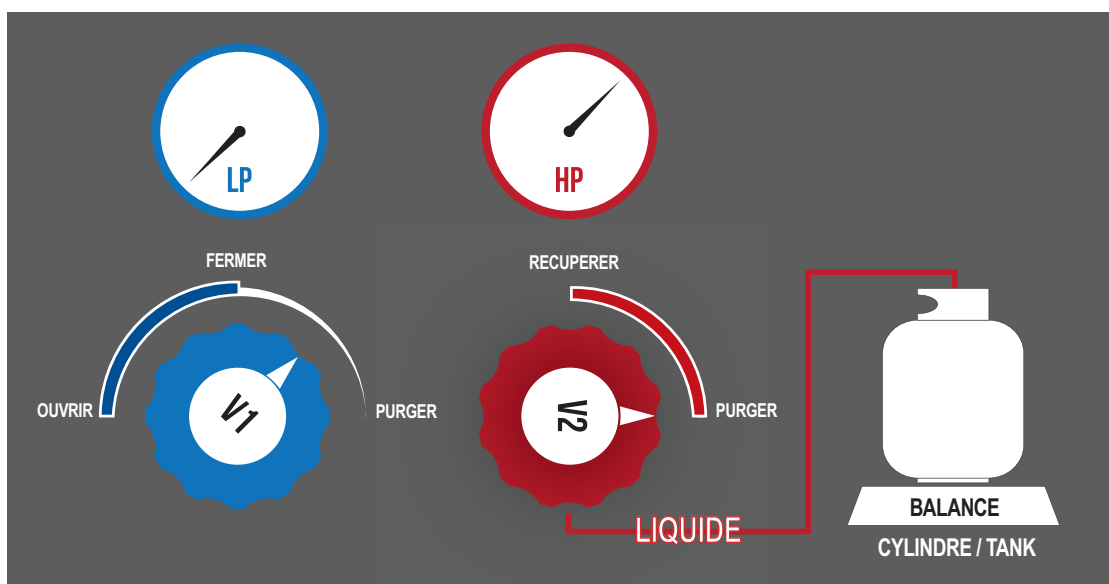 LP
HP
FERMER
RECUPERER
OUVRIR
PURGER
PURGER
V1
V2
LIQUIDE
BALANCE
CYLINDRE / TANK